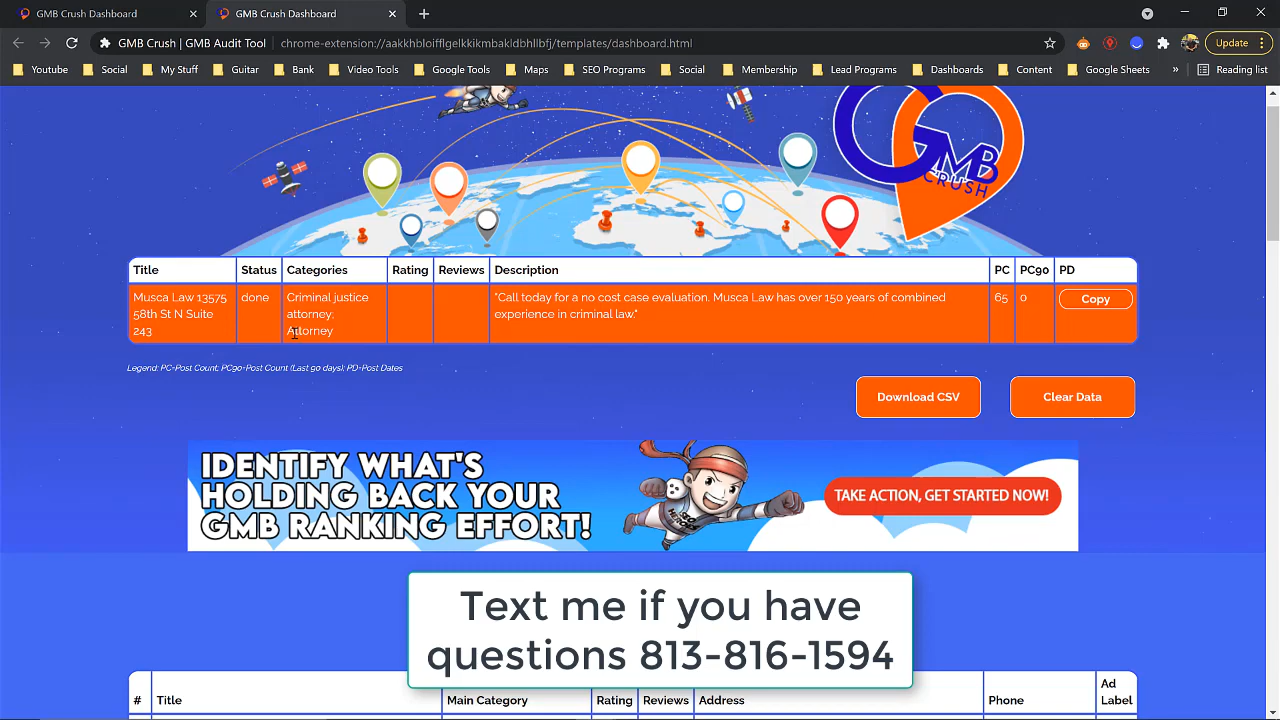 GMB Crush Dashboard
GMB Crush Dashboard
GMB Crush | GMB Audit Tool
chrome-extension://aakkhbloifflgelkkikmbakldbhllbfj/templates/dashboard.html
Update
Youtube
Social
My Stuff
Guitar
Bank
Video Tools
Google Tools
Maps
SEO Programs
Social
Membership
Lead Programs
Dashboards
Content
Google Sheets
»
Reading list
GMB
CRUSH
Title Status Categories Rating Reviews Description PC PC90 PD
Musca Law 13575 done Criminal justice "Call today for a no cost case evaluation. Musca Law has over 150 years of combined 65 0 Copy
58th St N Suite attorney; experience in criminal law."
243 Attorney
Legend: PC=Post Count; PC90=Post Count (Last 90 days); PD=Post Dates
Download CSV Clear Data
IDENTIFY WHAT'S
HOLDING BACK YOUR
GMB RANKING EFFORT!
TAKE ACTION, GET STARTED NOW!
Text me if you have
questions 813-816-1594
# Title Main Category Rating Reviews Address Phone Ad
Label